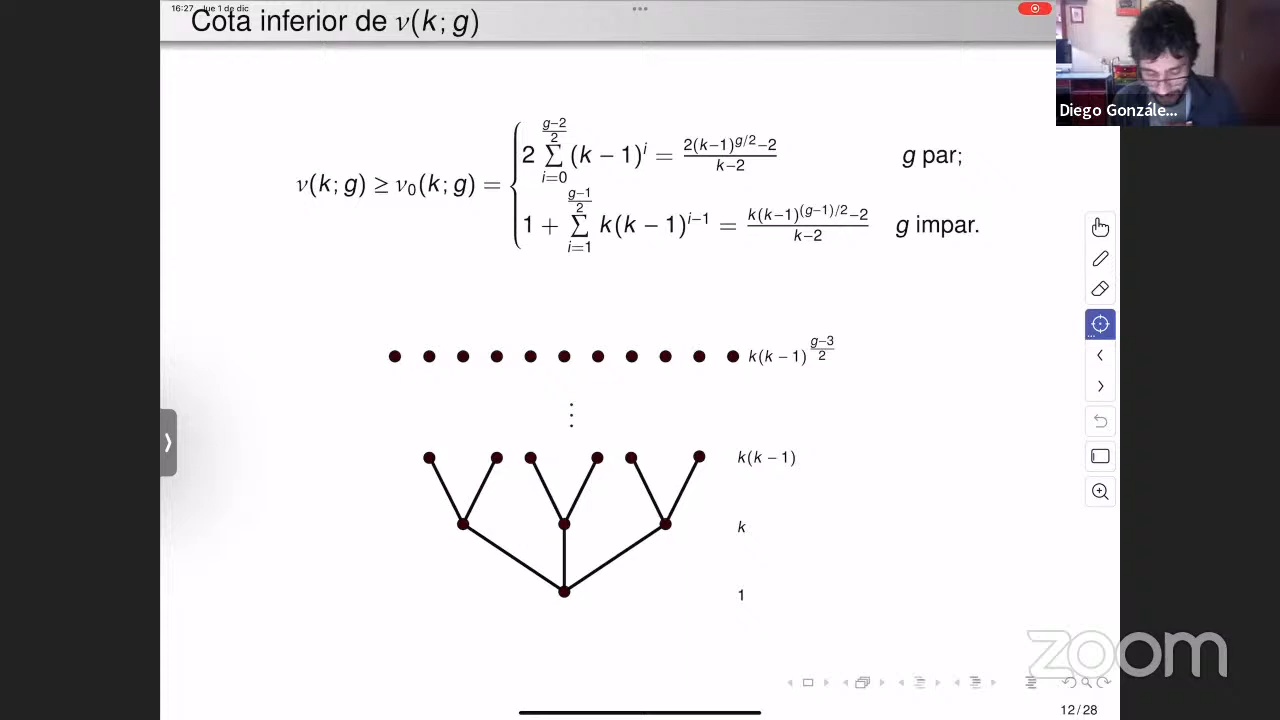 16:27 jue 1 de dic
Cota inferior de ν(k; g)
Diego Gonzále...
ν(k; g) ≥ ν₀(k; g) = { 2 ∑_{i=0}^{(g−2)/2} (k − 1)^i = (2(k−1)^{g/2}−2)/(k−2) g par;
1 + ∑_{i=1}^{(g−1)/2} k(k − 1)^{i−1} = (k(k−1)^{(g−1)/2}−2)/(k−2) g impar.
k(k − 1)^{(g−3)/2}
k(k − 1)
k
1
zoom
12 / 28